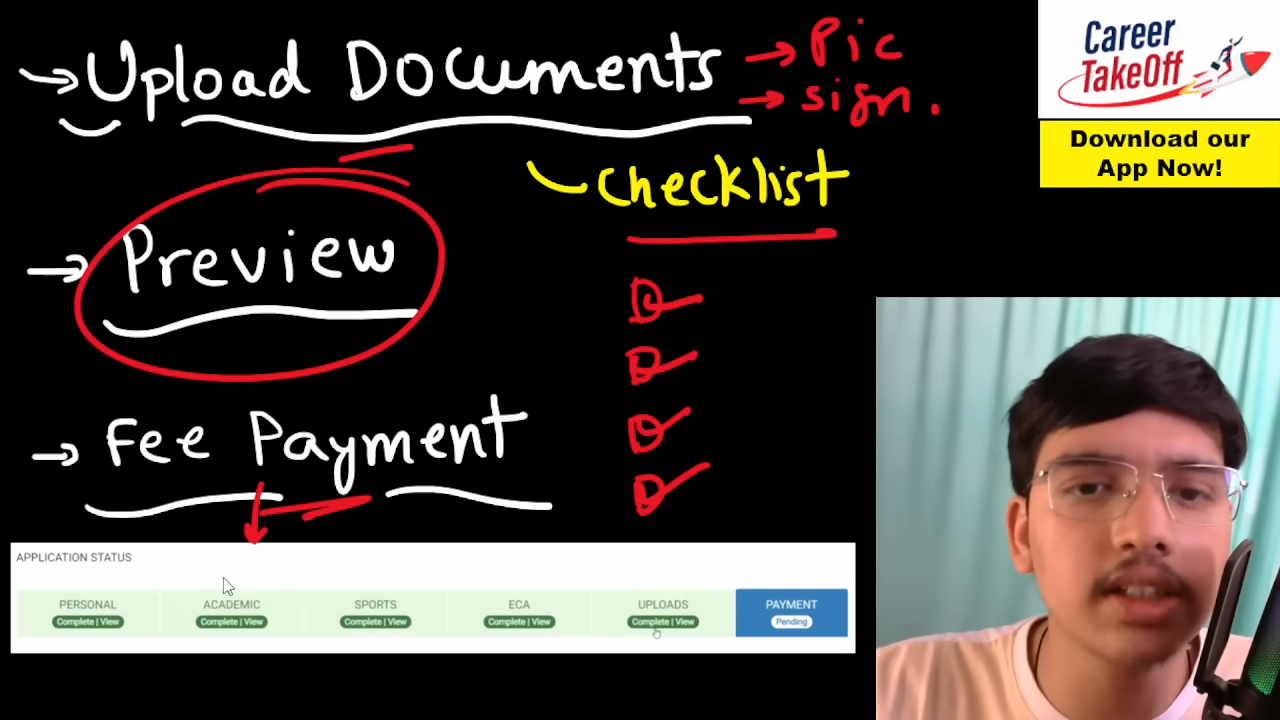 → Upload Documents → Pic
→ sign.
checklist
→ Preview
→ Fee Payment
Career
TakeOff
Download our
App Now!
APPLICATION STATUS
PERSONAL ACADEMIC SPORTS ECA UPLOADS PAYMENT
Complete | View Complete | View Complete | View Complete | View Complete | View Pending